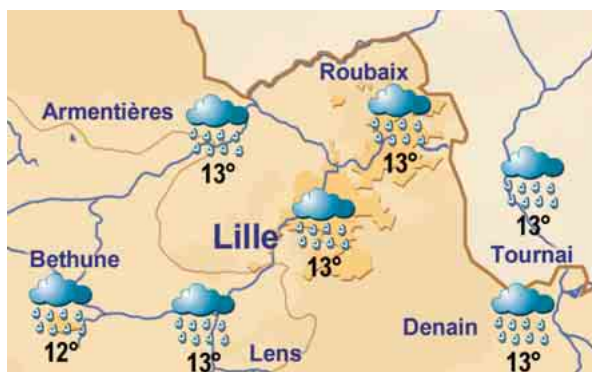 Roubaix
Armentières
13°
13°
13°
Lille
13°
Tournai
Bethune
12°
13°
Lens
Denain
13°